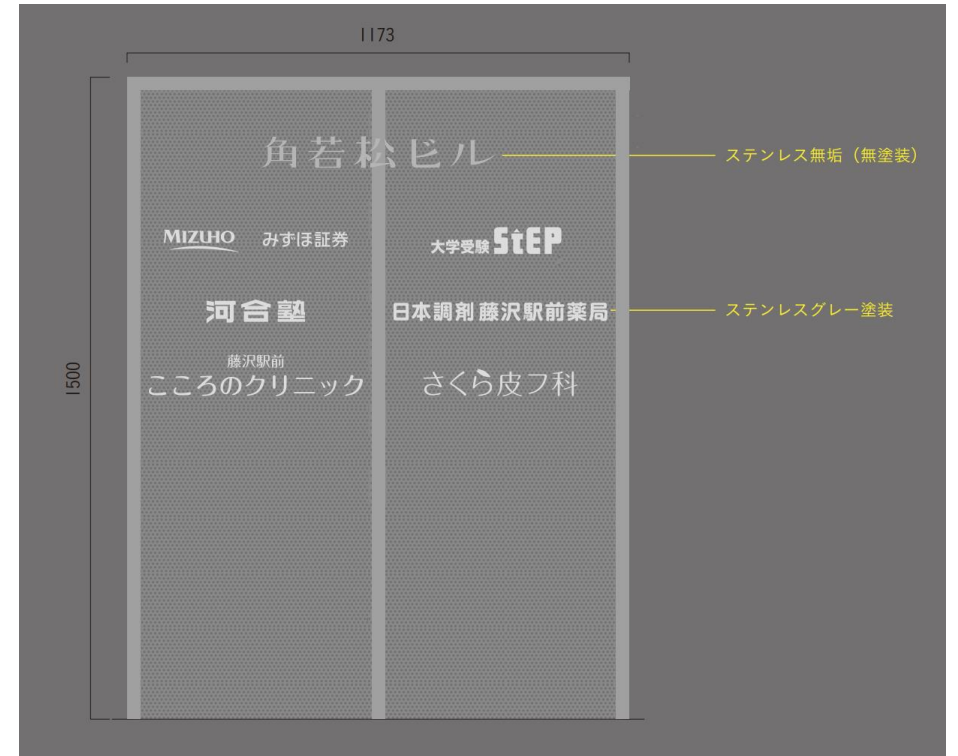 1173
1500
角若松ビル
ステンレス無垢（無塗装）
MIZUHO みずほ証券
大学受験 StEP
河合塾
日本調剤 藤沢駅前薬局
ステンレスグレー塗装
藤沢駅前
こころのクリニック
さくら皮フ科